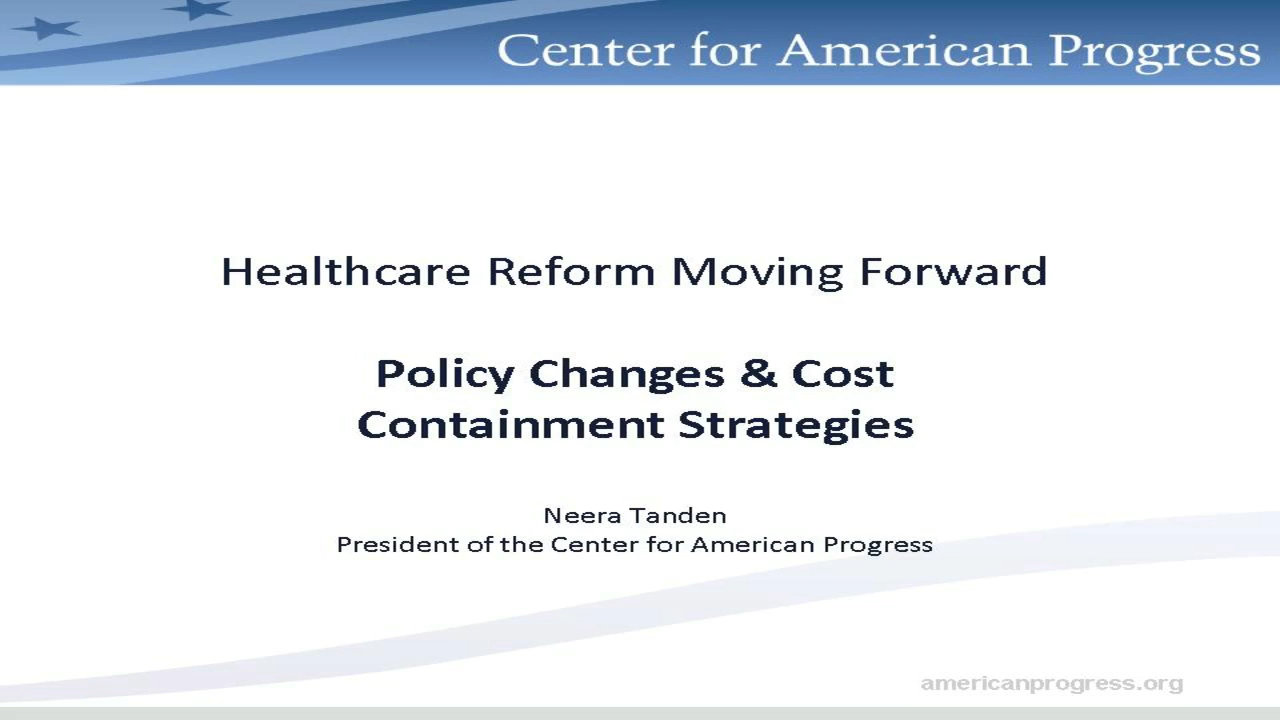 Center for American Progress
Healthcare Reform Moving Forward
Policy Changes & Cost
Containment Strategies
Neera Tanden
President of the Center for American Progress
americanprogress.org